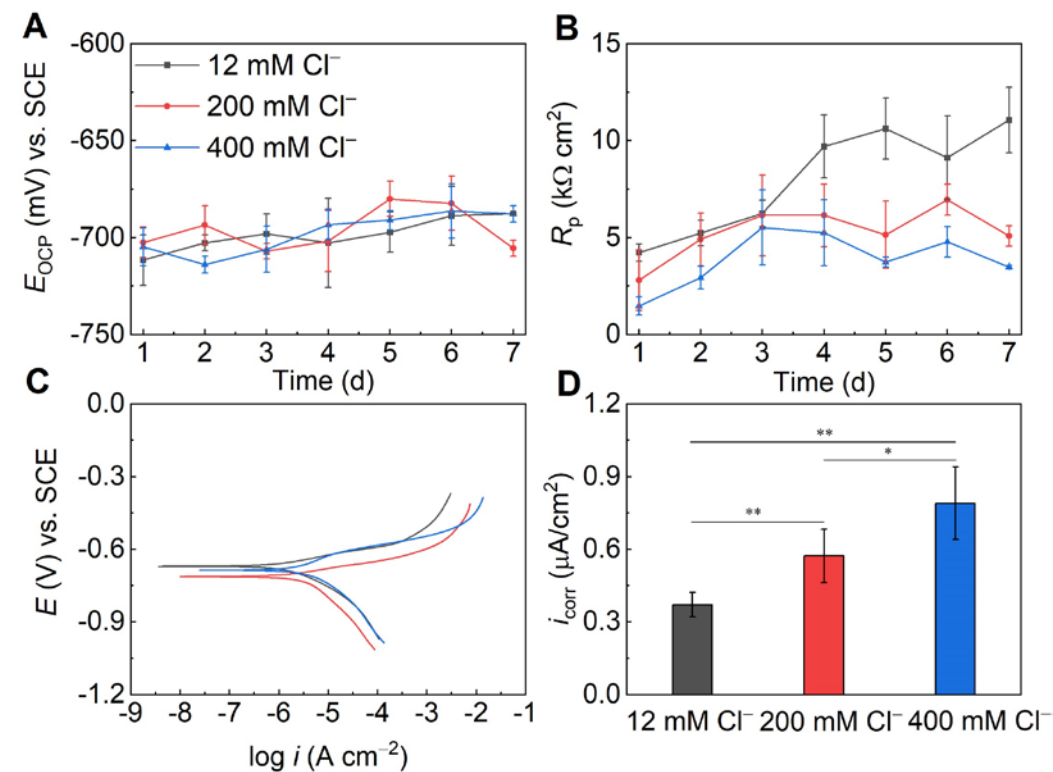 A
-600
-650
-700
-750
E_OCP (mV) vs. SCE
12 mM Cl⁻
200 mM Cl⁻
400 mM Cl⁻
1 2 3 4 5 6 7
Time (d)
B
15
10
5
0
R_p (kΩ cm²)
1 2 3 4 5 6 7
Time (d)
C
0.0
-0.3
-0.6
-0.9
-1.2
E (V) vs. SCE
-9 -8 -7 -6 -5 -4 -3 -2 -1
log i (A cm⁻²)
D
1.2
0.9
0.6
0.3
0.0
i_corr (μA/cm²)
**
*
**
12 mM Cl⁻ 200 mM Cl⁻ 400 mM Cl⁻